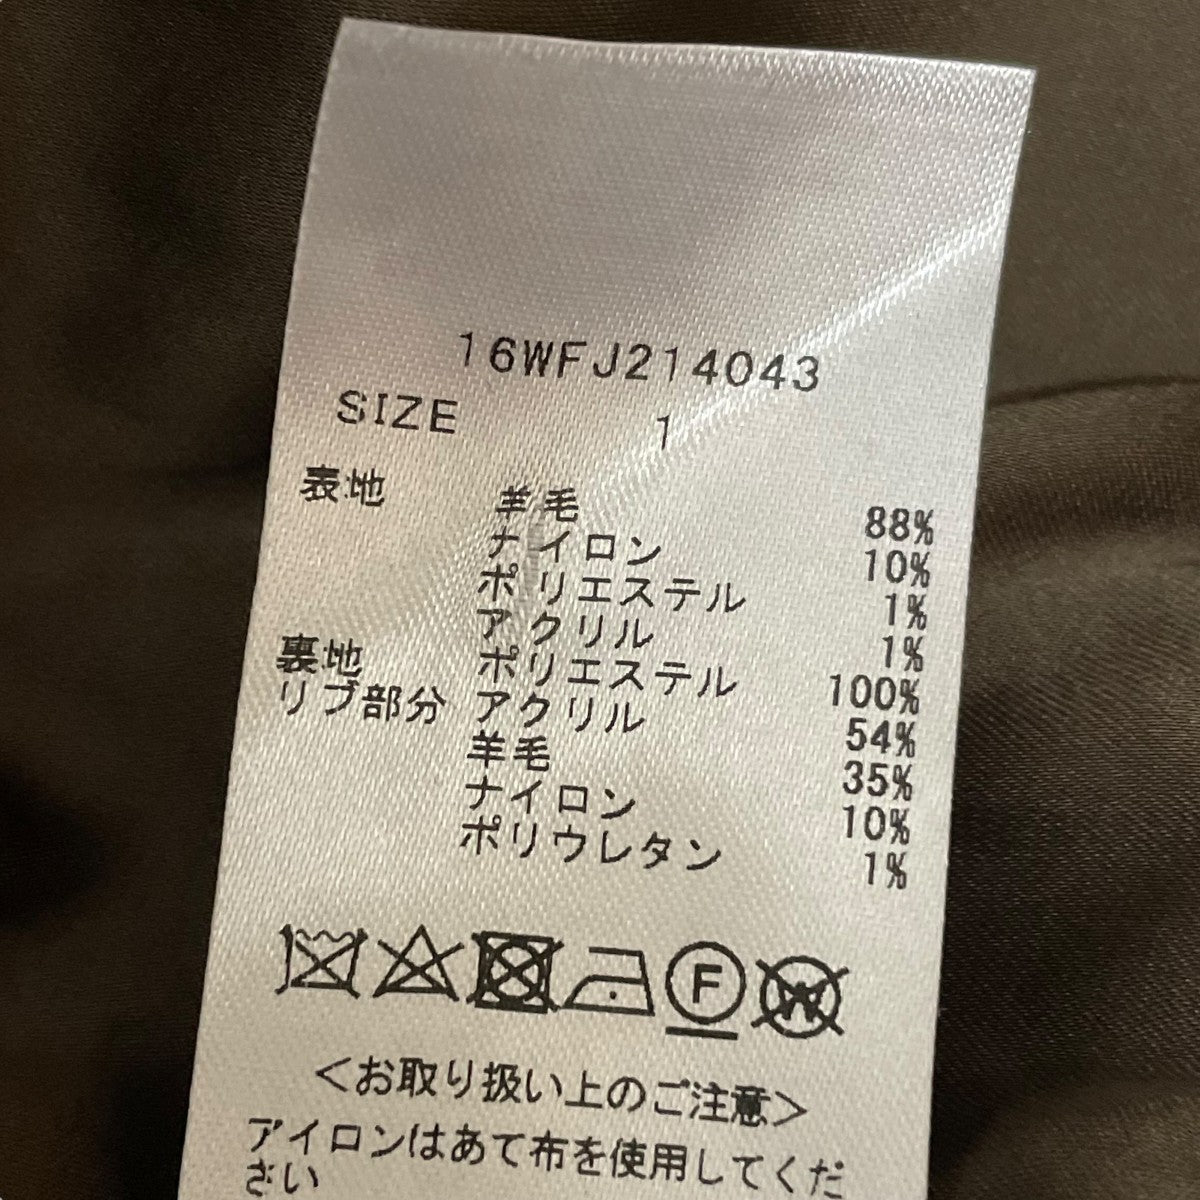 16WFJ214043
SIZE 1
表地 羊毛 88%
ナイロン 10%
ポリエステル 1%
アクリル 1%
裏地 ポリエステル 100%
リブ部分 アクリル 54%
羊毛 35%
ナイロン 10%
ポリウレタン 1%
F W
<お取り扱い上のご注意>
アイロンはあて布を使用してくだ
さい